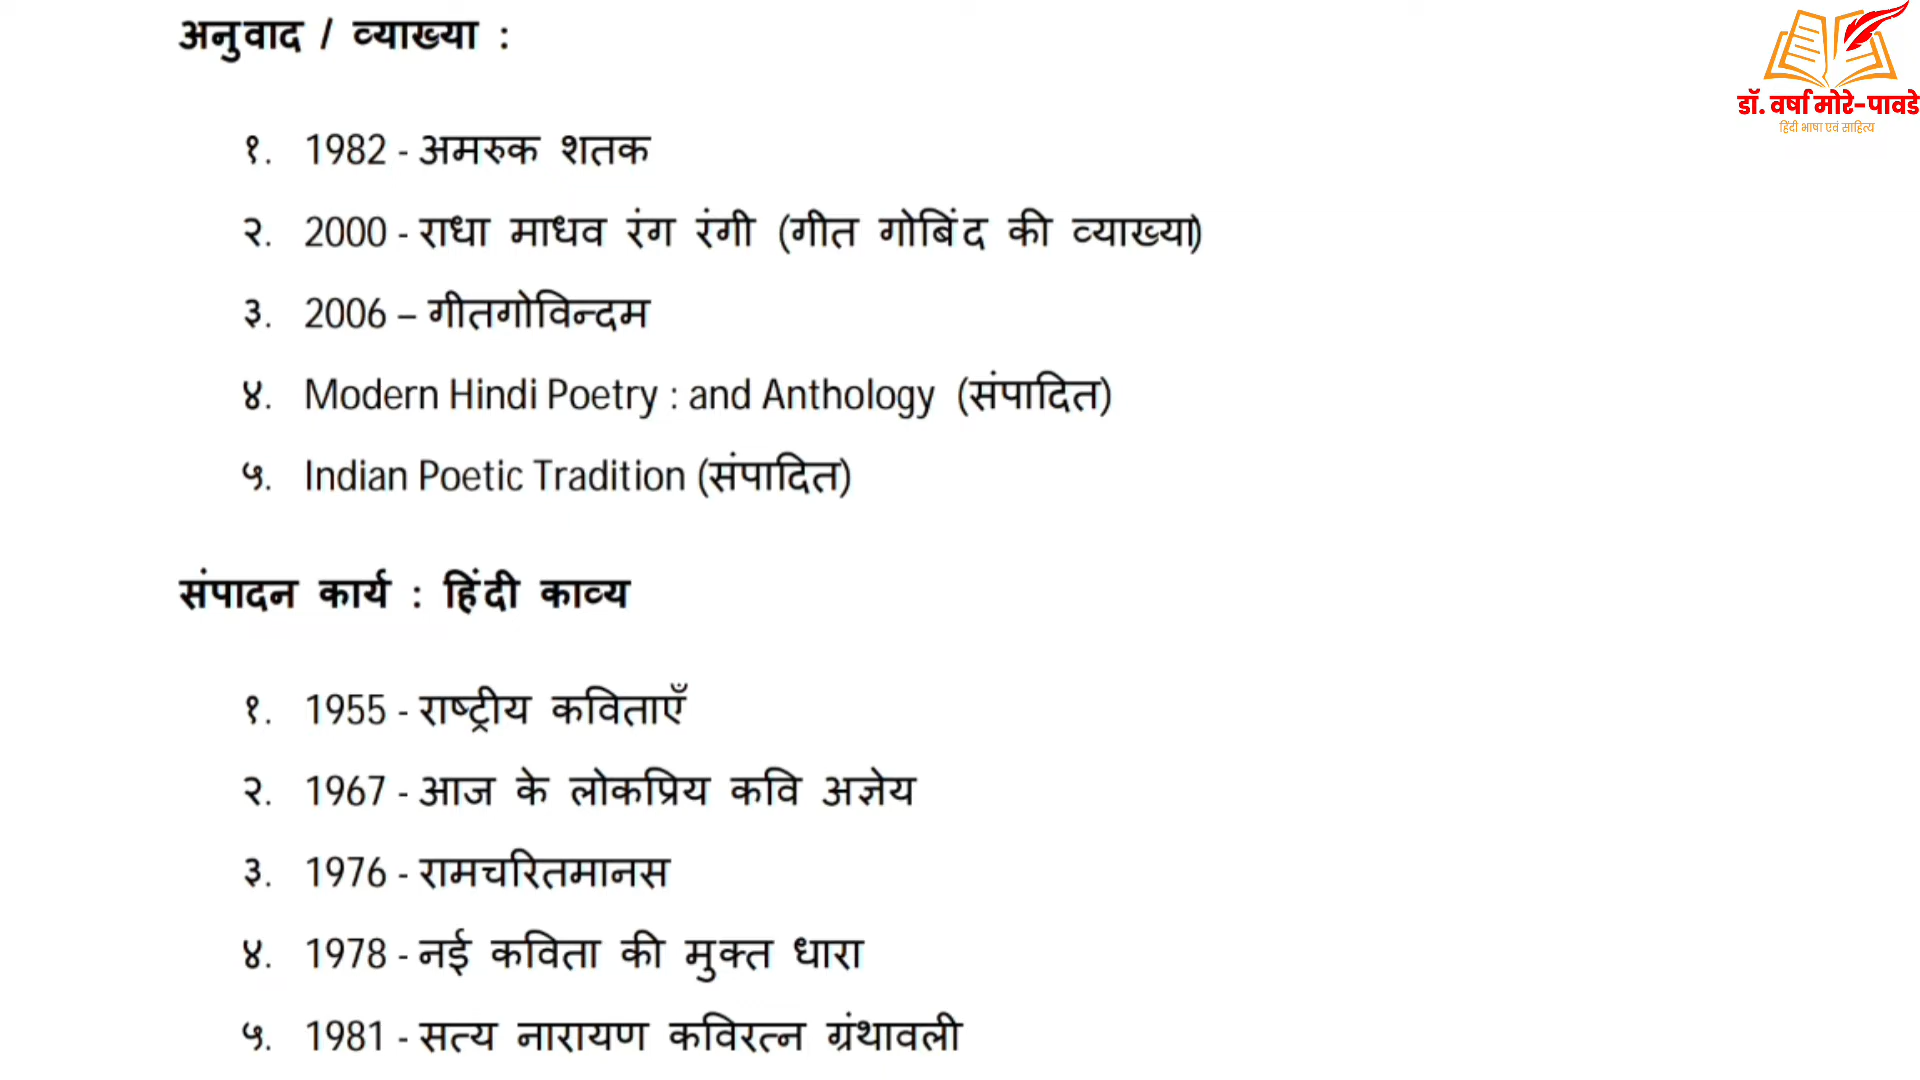 अनुवाद / व्याख्या :
डॉ. वर्षा मोरे-पावडे
हिंदी भाषा एवं साहित्य
१. 1982 - अमरुक शतक
२. 2000 - राधा माधव रंग रंगी (गीत गोबिंद की व्याख्या)
३. 2006 – गीतगोविन्दम
४. Modern Hindi Poetry : and Anthology (संपादित)
५. Indian Poetic Tradition (संपादित)
संपादन कार्य : हिंदी काव्य
१. 1955 - राष्ट्रीय कविताएँ
२. 1967 - आज के लोकप्रिय कवि अज्ञेय
३. 1976 - रामचरितमानस
४. 1978 - नई कविता की मुक्त धारा
५. 1981 - सत्य नारायण कविरत्न ग्रंथावली